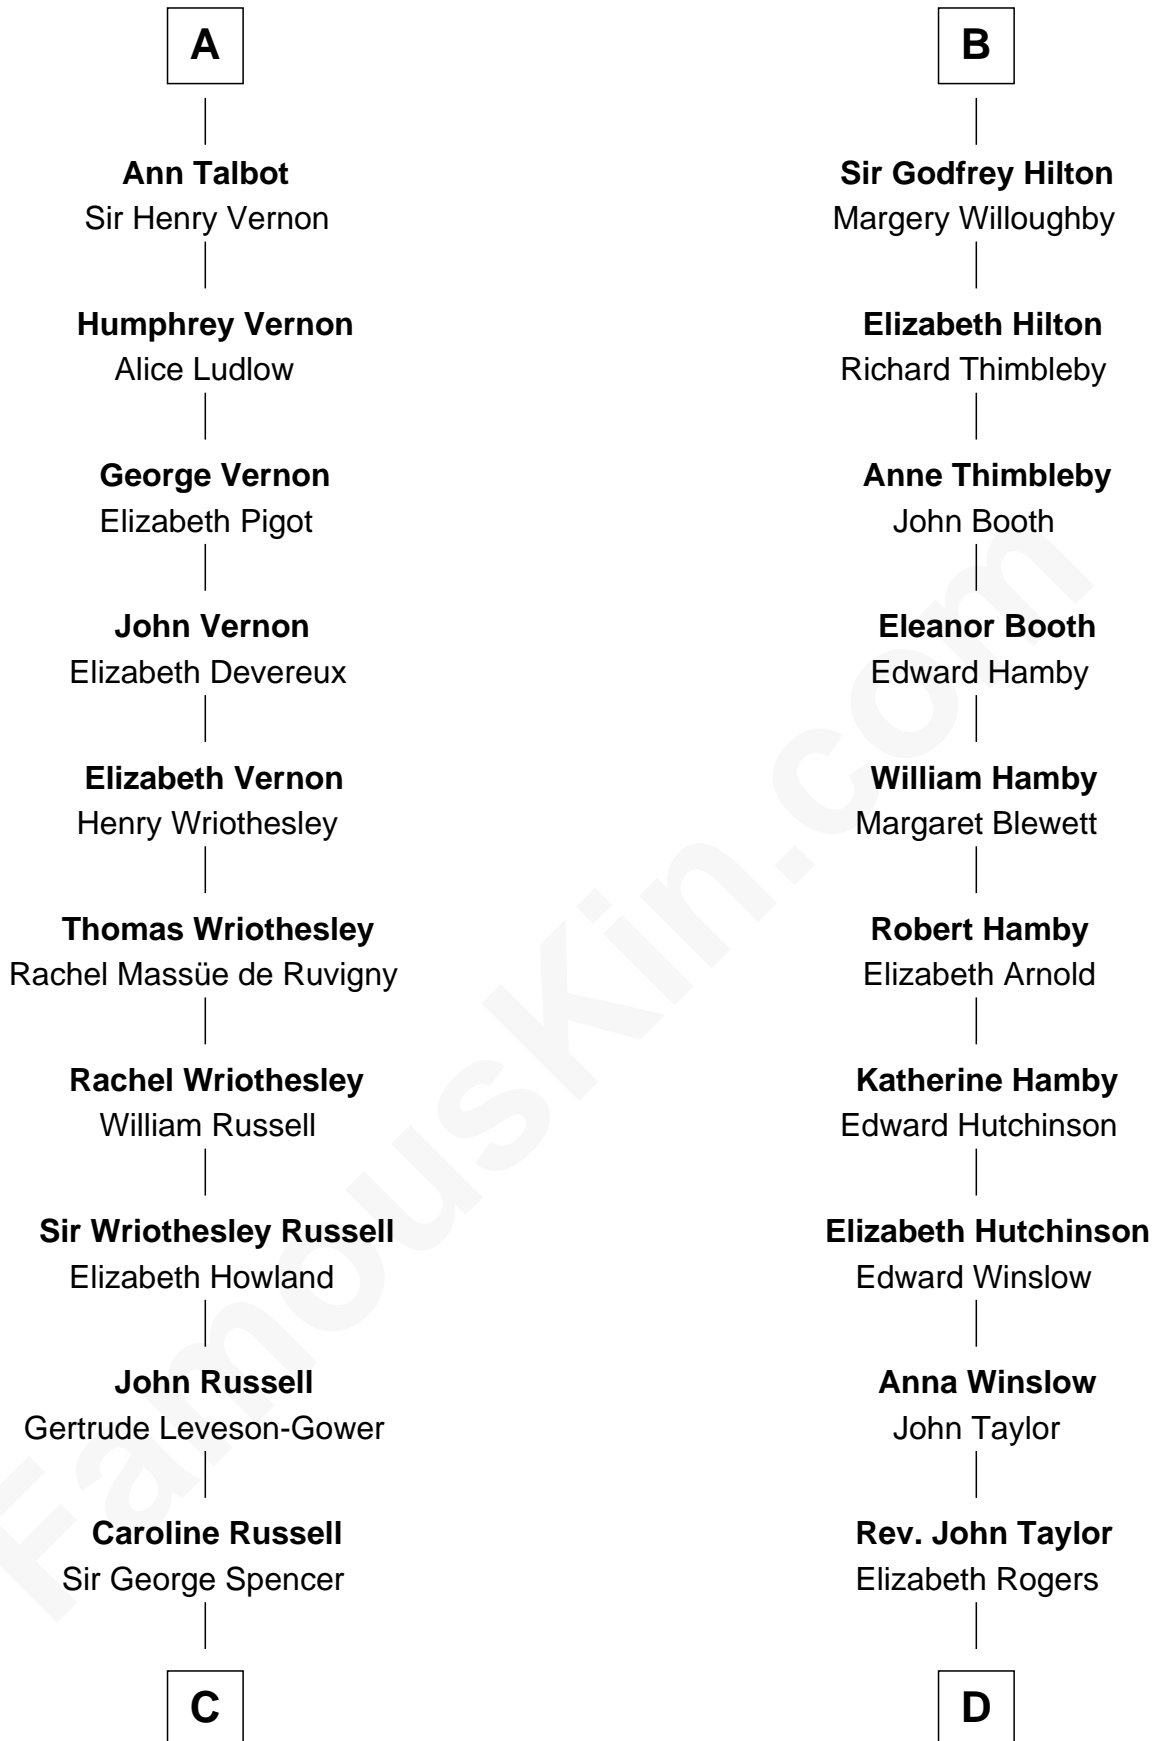 A
Ann Talbot
Sir Henry Vernon
Humphrey Vernon
Alice Ludlow
George Vernon
Elizabeth Pigot
John Vernon
Elizabeth Devereux
Elizabeth Vernon
Henry Wriothesley
Thomas Wriothesley
Rachel Massüe de Ruvigny
Rachel Wriothesley
William Russell
Sir Wriothesley Russell
Elizabeth Howland
John Russell
Gertrude Leveson-Gower
Caroline Russell
Sir George Spencer
C
B
Sir Godfrey Hilton
Margery Willoughby
Elizabeth Hilton
Richard Thimbleby
Anne Thimbleby
John Booth
Eleanor Booth
Edward Hamby
William Hamby
Margaret Blewett
Robert Hamby
Elizabeth Arnold
Katherine Hamby
Edward Hutchinson
Elizabeth Hutchinson
Edward Winslow
Anna Winslow
John Taylor
Rev. John Taylor
Elizabeth Rogers
D
FamousKin.com